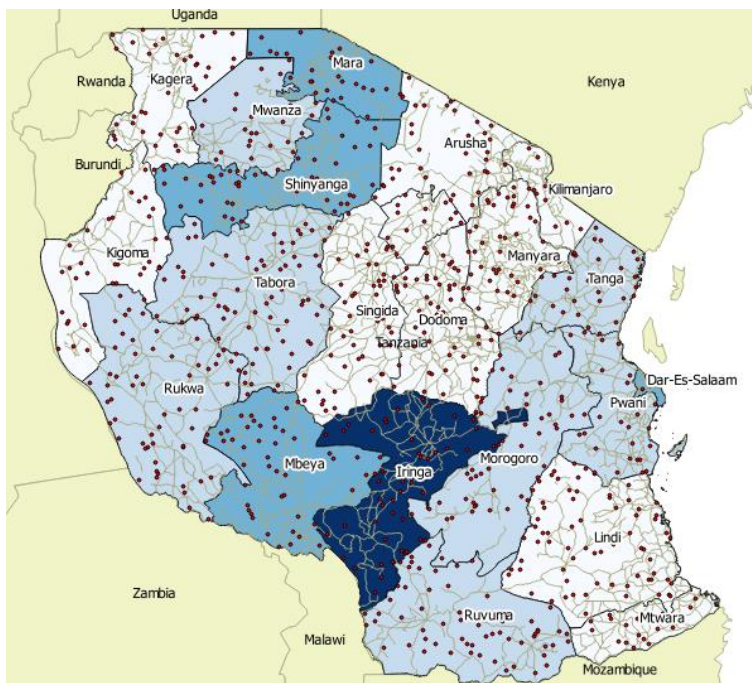 Uganda
Rwanda
Kagera
Mara
Kenya
Mwanza
Burundi
Arusha
Shinyanga
Kilimanjaro
Kigoma
Manyara
Tabora
Tanga
Singida
Dodoma
Tanzania
Rukwa
Dar-Es-Salaam
Pwani
Mbeya
Iringa
Morogoro
Lindi
Zambia
Ruvuma
Mtwara
Malawi
Mozambique